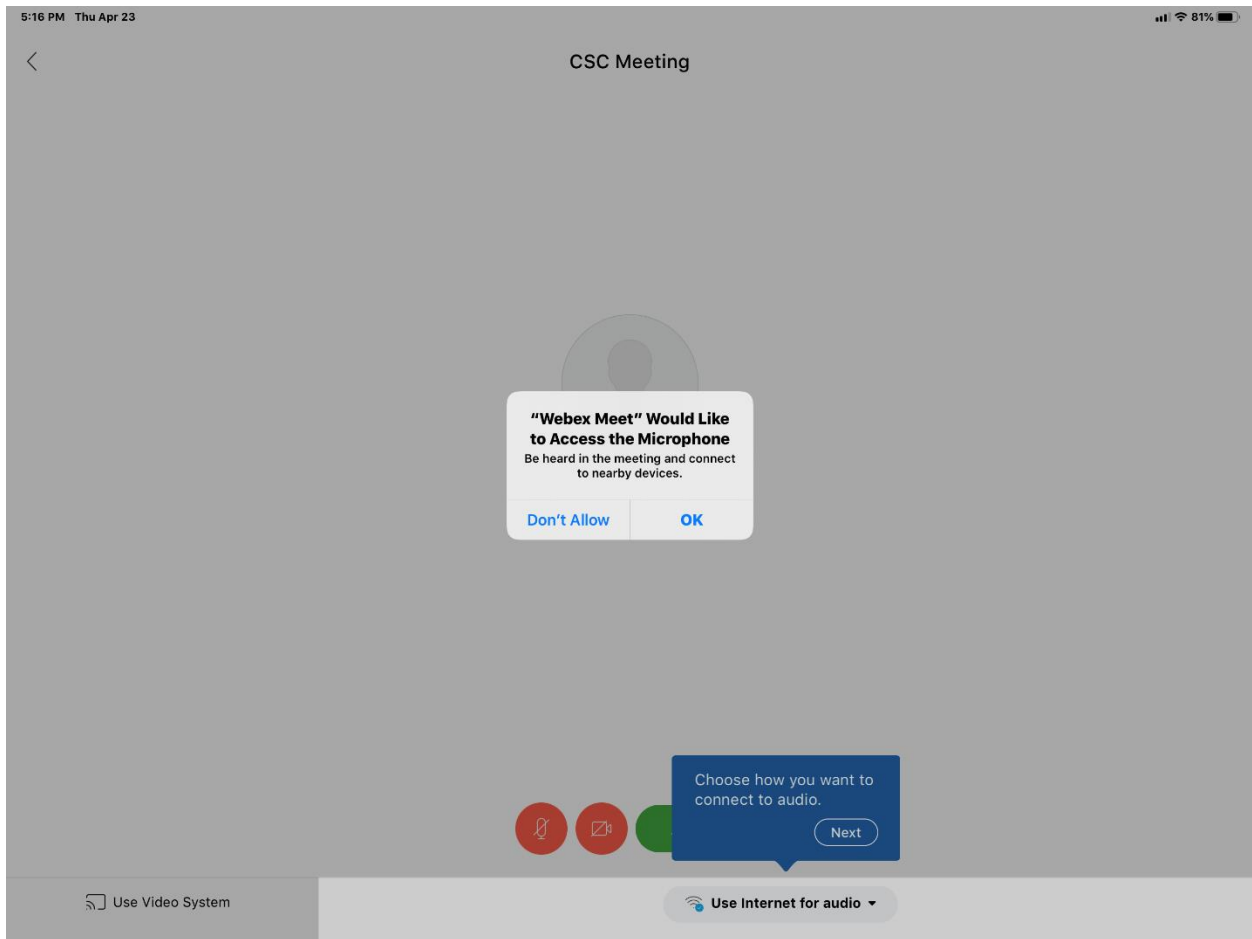 5:16 PM Thu Apr 23
81%
CSC Meeting
“Webex Meet” Would Like
to Access the Microphone
Be heard in the meeting and connect
to nearby devices.
Don’t Allow
OK
Choose how you want to
connect to audio.
Next
Use Video System
Use Internet for audio